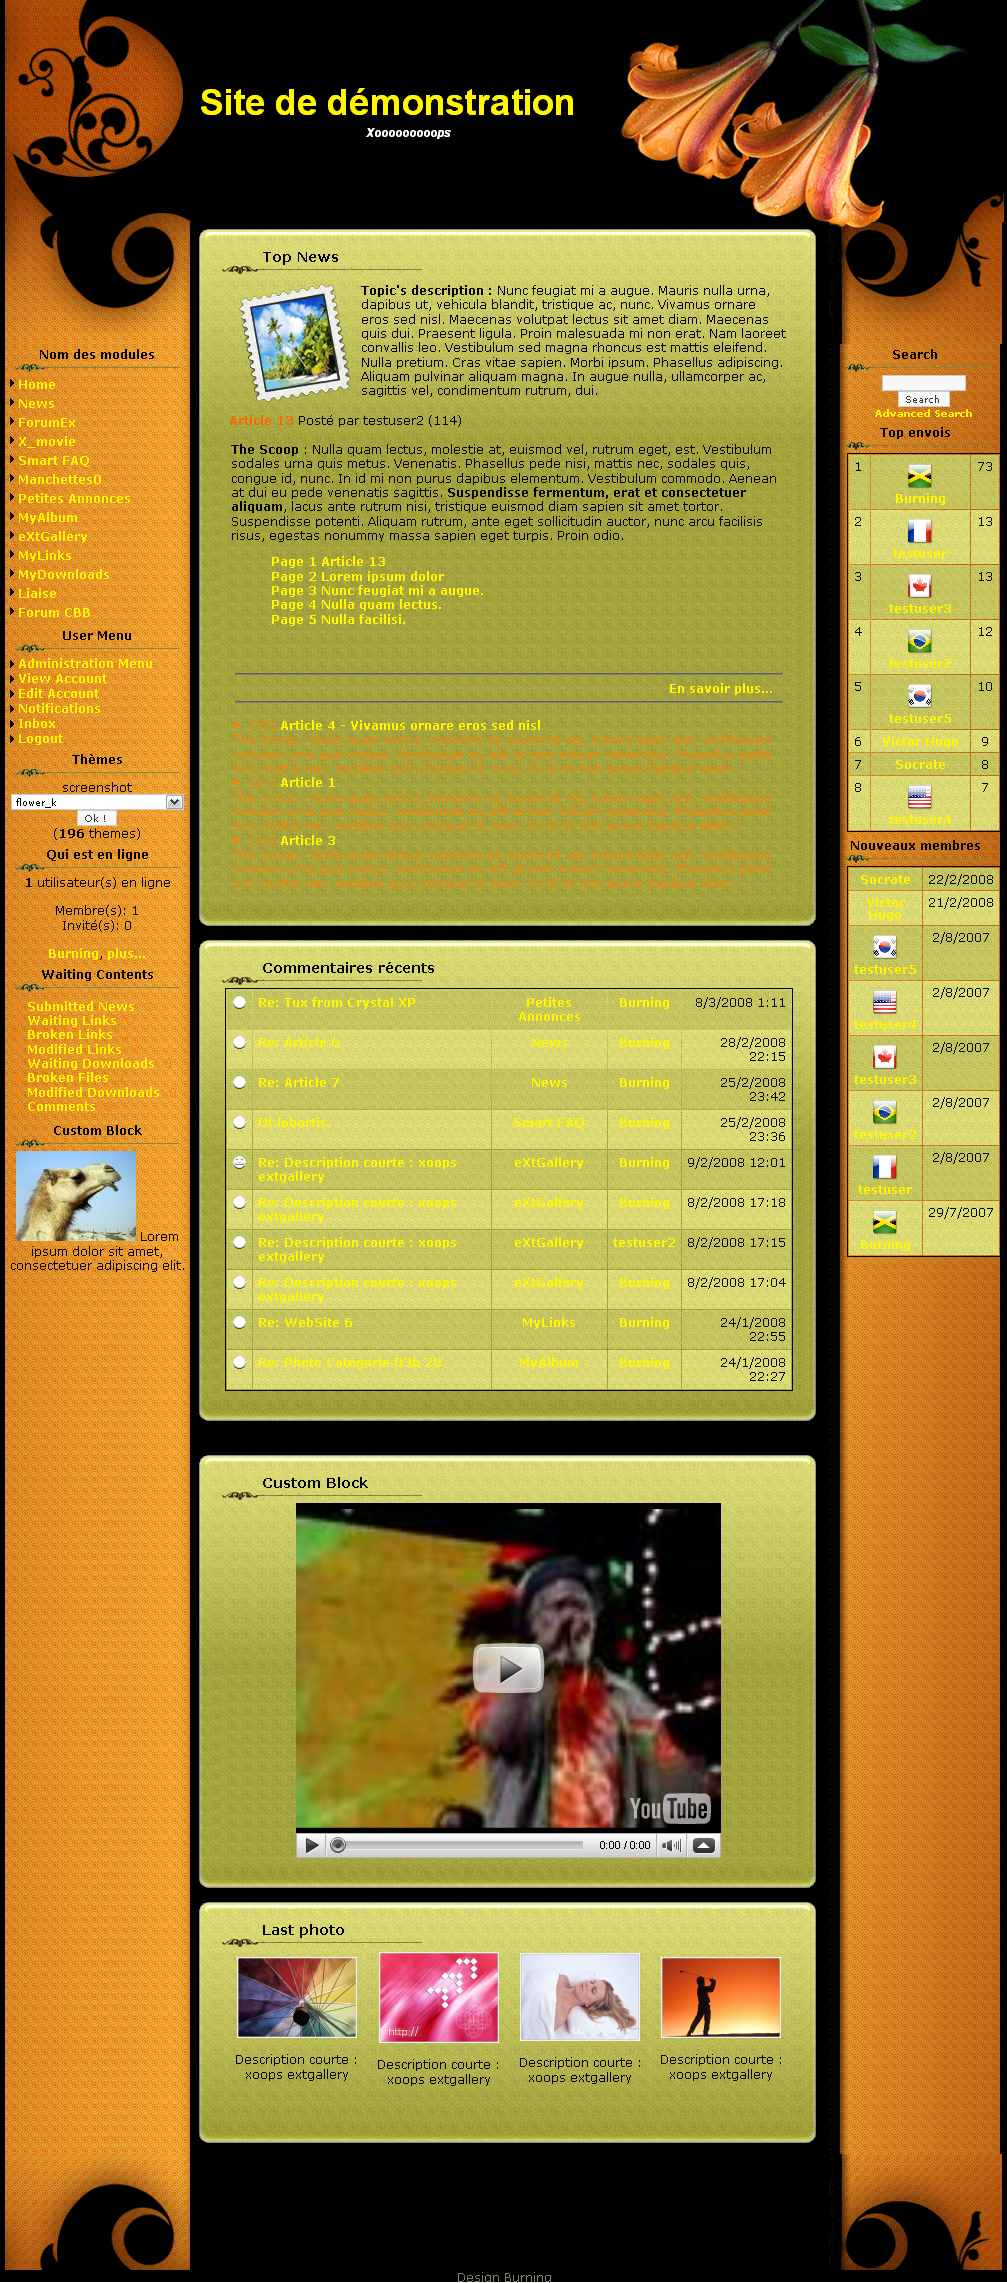 Site de démonstration
Xooooooooops
Nom des modules
Home
News
ForumEx
X_movie
Smart FAQ
Manchettes0
Petites Annonces
MyAlbum
eXtGallery
MyLinks
MyDownloads
Liaise
Forum CBB
User Menu
Administration Menu
View Account
Edit Account
Notifications
Inbox
Logout
Thèmes
screenshot
flower_k
Ok !
(196 themes)
Qui est en ligne
1 utilisateur(s) en ligne
Membre(s): 1
Invité(s): 0
Burning, plus...
Waiting Contents
Submitted News
Waiting Links
Broken Links
Modified Links
Waiting Downloads
Broken Files
Modified Downloads
Comments
Custom Block
Lorem
ipsum dolor sit amet,
consectetuer adipiscing elit.
Top News
Topic's description : Nunc feugiat mi a augue. Mauris nulla urna,
dapibus ut, vehicula blandit, tristique ac, nunc. Vivamus ornare
eros sed nisl. Maecenas volutpat lectus sit amet diam. Maecenas
quis dui. Praesent ligula. Proin malesuada mi non erat. Nam laoreet
convallis leo. Vestibulum sed magna rhoncus est mattis eleifend.
Nulla pretium. Cras vitae sapien. Morbi ipsum. Phasellus adipiscing.
Aliquam pulvinar aliquam magna. In augue nulla, ullamcorper ac,
sagittis vel, condimentum rutrum, dui.
Article 13 Posté par testuser2 (114)
The Scoop : Nulla quam lectus, molestie at, euismod vel, rutrum eget, est. Vestibulum
sodales urna quis metus. Venenatis. Phasellus pede nisi, mattis nec, sodales quis,
congue id, nunc. In id mi non purus dapibus elementum. Vestibulum commodo. Aenean
at dui eu pede venenatis sagittis. Suspendisse fermentum, erat et consectetuer
aliquam, lacus ante rutrum nisi, tristique euismod diam sapien sit amet tortor.
Suspendisse potenti. Aliquam rutrum, ante eget sollicitudin auctor, nunc arcu facilisis
risus, egestas nonummy massa sapien eget turpis. Proin odio.
Page 1 Article 13
Page 2 Lorem ipsum dolor
Page 3 Nunc feugiat mi a augue.
Page 4 Nulla quam lectus.
Page 5 Nulla facilisi.
En savoir plus...
Article 4 - Vivamus ornare eros sed nisl
Article 1
Article 3
Commentaires récents
Re: Tux from Crystal XP Petites Annonces Burning 8/3/2008 1:11
Re: Article 6 News Burning 28/2/2008 22:15
Re: Article 7 News Burning 25/2/2008 23:42
Ut lobortis. Smart FAQ Burning 25/2/2008 23:36
Re: Description courte : xoops extgallery eXtGallery Burning 9/2/2008 12:01
Re: Description courte : xoops extgallery eXtGallery Burning 8/2/2008 17:18
Re: Description courte : xoops extgallery eXtGallery testuser2 8/2/2008 17:15
Re: Description courte : xoops extgallery eXtGallery Burning 8/2/2008 17:04
Re: WebSite 6 MyLinks Burning 24/1/2008 22:55
Re: Photo Catégorie 036 20 MyAlbum Burning 24/1/2008 22:27
Custom Block
YouTube
0:00 / 0:00
Last photo
http://
Description courte :
xoops extgallery
Description courte :
xoops extgallery
Description courte :
xoops extgallery
Description courte :
xoops extgallery
Search
Search
Advanced Search
Top envois
1 Burning 73
2 testuser 13
3 testuser3 13
4 testuser2 12
5 testuser5 10
6 Victor Hugo 9
7 Socrate 8
8 testuser4 7
Nouveaux membres
Socrate 22/2/2008
Victor Hugo 21/2/2008
testuser5 2/8/2007
testuser4 2/8/2007
testuser3 2/8/2007
testuser2 2/8/2007
testuser 2/8/2007
Burning 29/7/2007
Design Burning